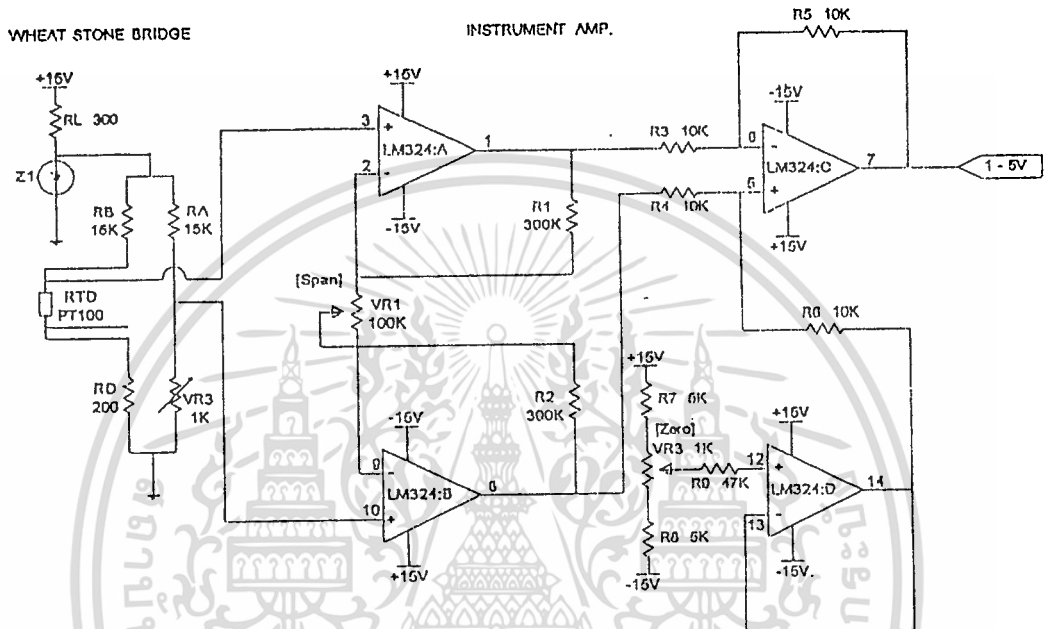 WHEAT STONE BRIDGE
INSTRUMENT AMP.
R5 10K
+15V
RL 300
Z1
RB
15K
RA
15K
RTD
PT100
RD
200
VR3
1K
+15V
3
+
2
-
LM324:A
1
-15V
R1
300K
[Span]
VR1
100K
R2
300K
-15V
9
-
LM324:B
8
10
+
+15V
R3 10K
R4 10K
-15V
6
-
LM324:C
7
5
+
+15V
1 - 5V
R6 10K
+15V
R7 5K
[Zero]
VR3 1K
R9 47K
R8 5K
-15V
+15V
12
+
LM324:D
14
13
-
-15V